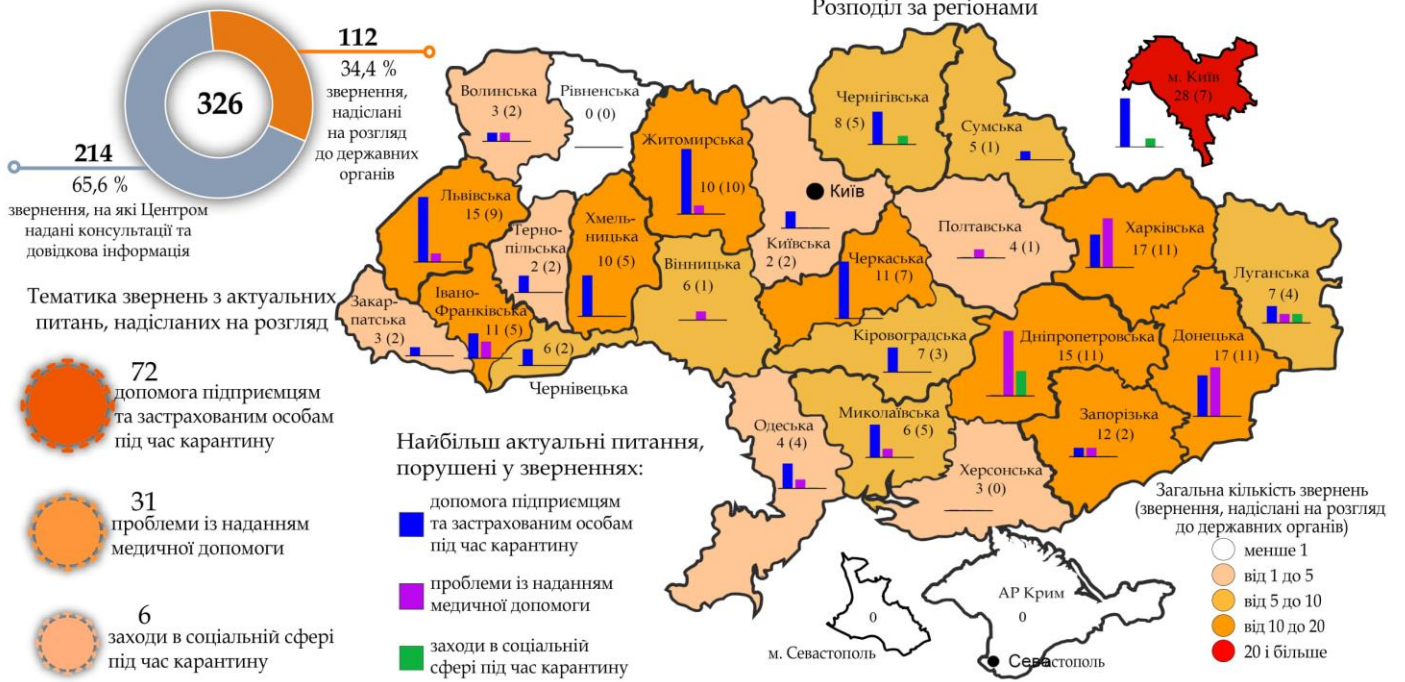 Розподіл за регіонами
326
112
34,4 %
звернення,
надіслані
на розгляд
до державних
органів
214
65,6 %
звернення, на які Центром
надані консультації та
довідкова інформація
Тематика звернень з актуальних
питань, надісланих на розгляд
72
допомога підприємцям
та застрахованим особам
під час карантину
31
проблеми із наданням
медичної допомоги
6
заходи в соціальній сфері
під час карантину
Волинська
3 (2)
Рівненська
0 (0)
Житомирська
10 (10)
Чернігівська
8 (5)
Сумська
5 (1)
м. Київ
28 (7)
Київ
Київська
2 (2)
Львівська
15 (9)
Терно-
пільська
2 (2)
Хмель-
ницька
10 (5)
Вінницька
6 (1)
Черкаська
11 (7)
Полтавська
4 (1)
Харківська
17 (11)
Луганська
7 (4)
Закар-
патська
3 (2)
Івано-
Франківська
11 (5)
6 (2)
Чернівецька
Кіровоградська
7 (3)
Дніпропетровська
15 (11)
Донецька
17 (11)
Одеська
4 (4)
Миколаївська
6 (5)
Запорізька
12 (2)
Херсонська
3 (0)
АР Крим
0
Севастополь
0
м. Севастополь
Найбільш актуальні питання,
порушені у зверненнях:
допомога підприємцям
та застрахованим особам
під час карантину
проблеми із наданням
медичної допомоги
заходи в соціальній
сфері під час карантину
Загальна кількість звернень
(звернення, надіслані на розгляд
до державних органів)
менше 1
від 1 до 5
від 5 до 10
від 10 до 20
20 і більше